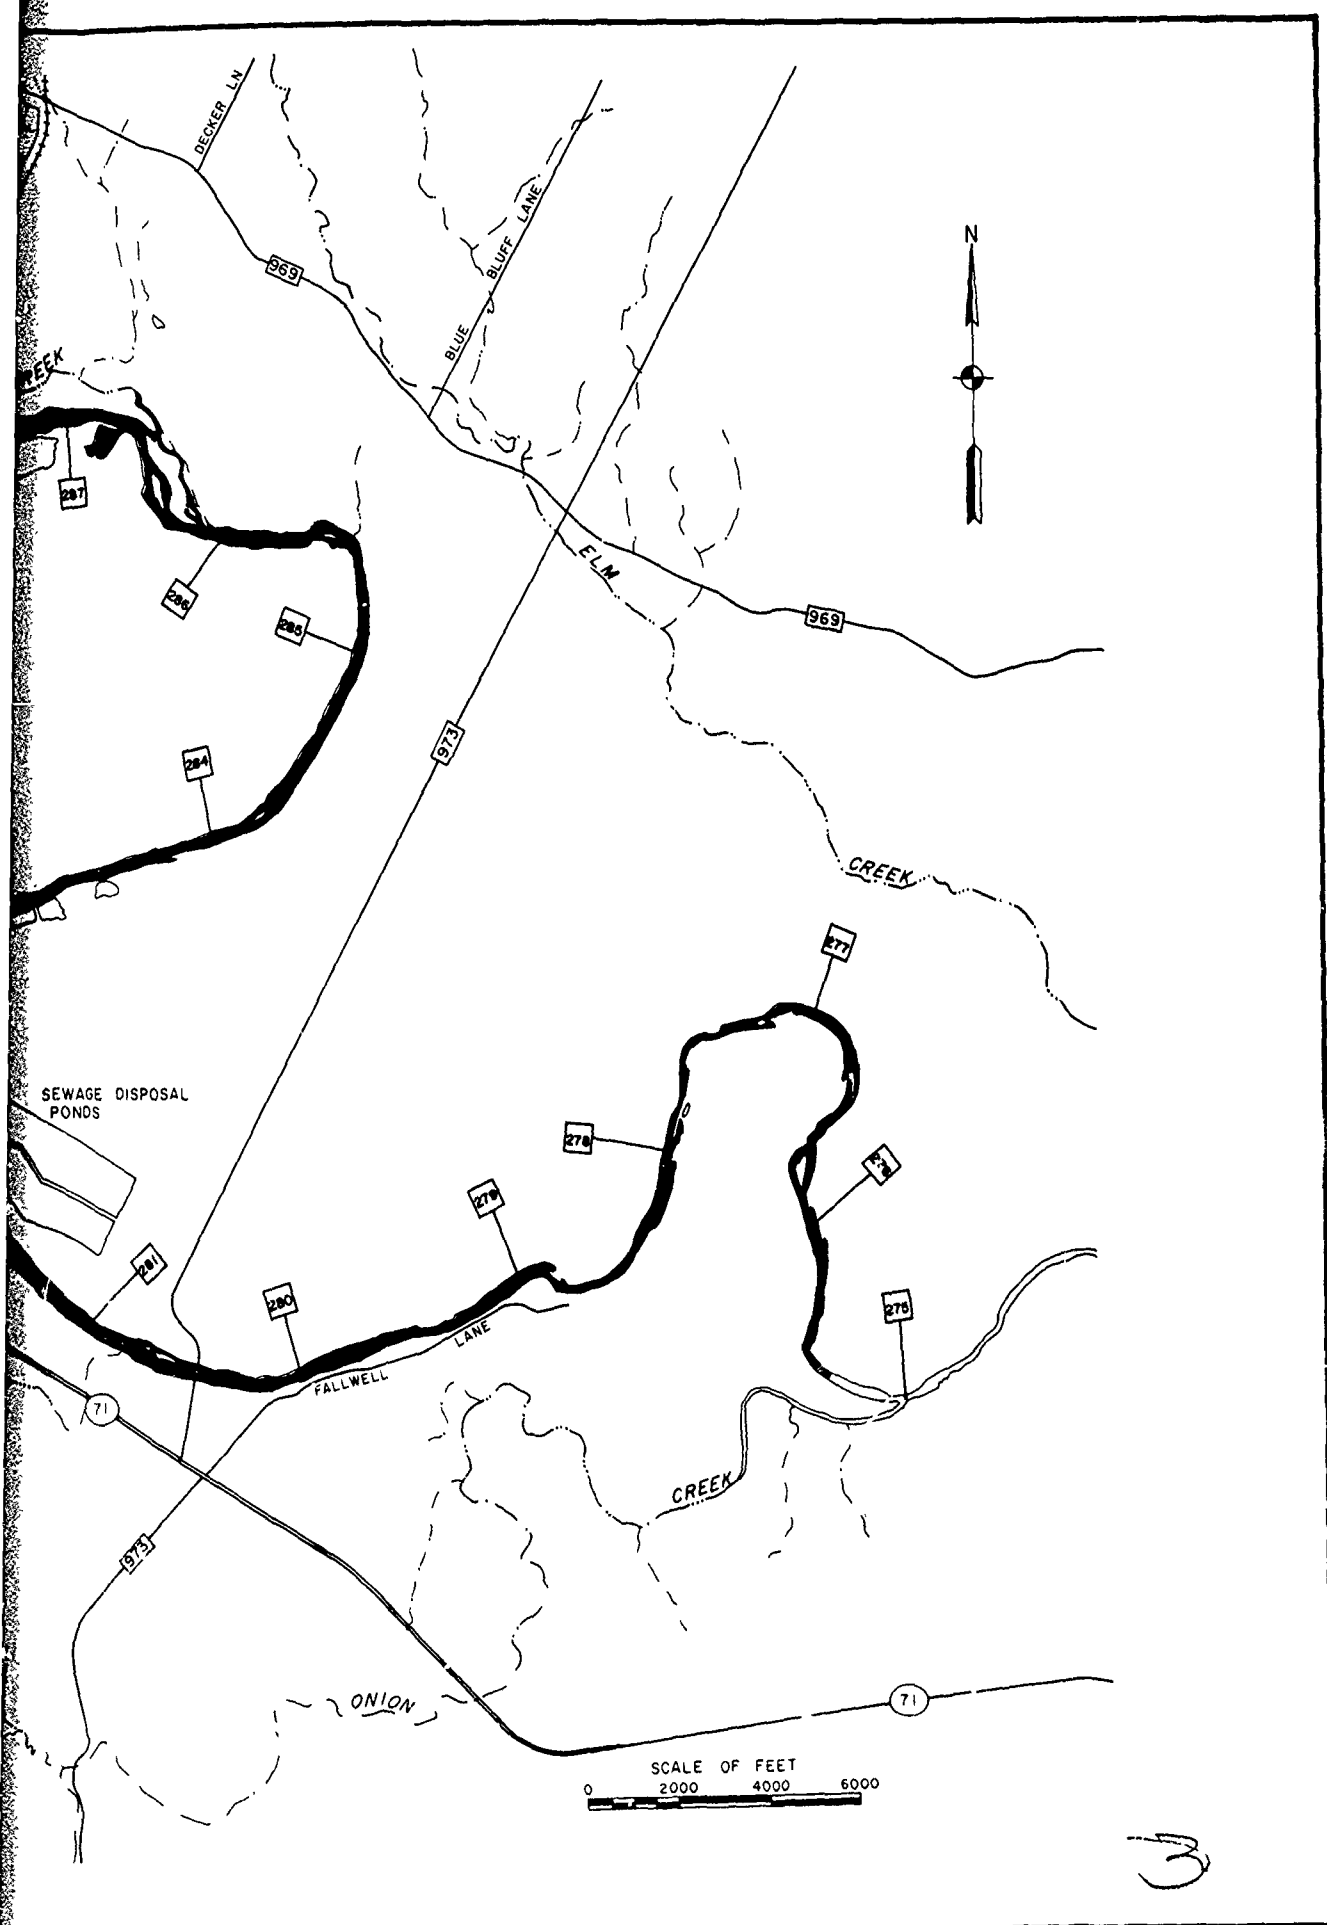 DECKER LN
BLUE BLUFF LANE
969
N
REEK
287
286
285
ELM
969
973
284
CREEK
277
SEWAGE DISPOSAL
PONDS
278
276
279
281
280
275
LANE
FALLWELL
71
CREEK
973
ONION
71
SCALE OF FEET
0 2000 4000 6000
3